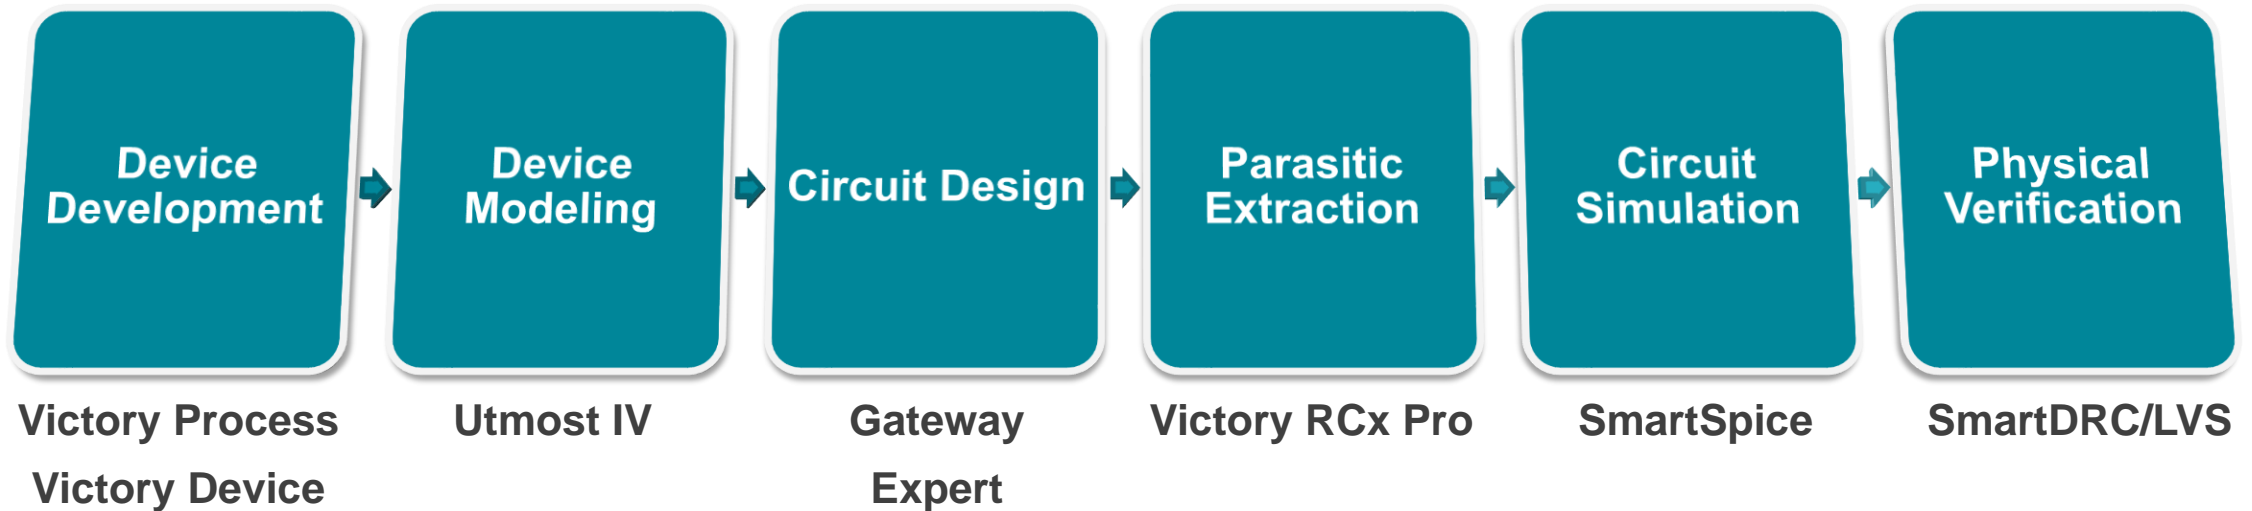 Device
Development
Device
Modeling
Circuit Design
Parasitic
Extraction
Circuit
Simulation
Physical
Verification
Victory Process
Victory Device
Utmost IV
Gateway
Expert
Victory RCx Pro
SmartSpice
SmartDRC/LVS